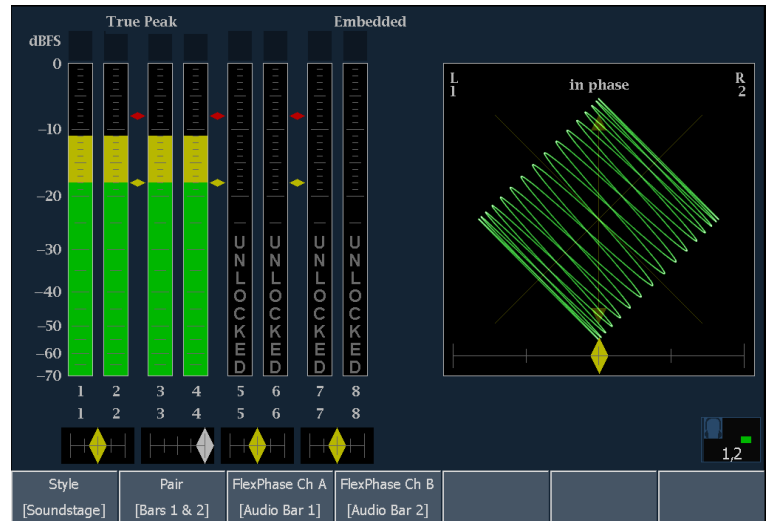 True Peak Embedded
dBFS
0
−10
−20
−30
−40
−50
−60
−70
UNLOCKED UNLOCKED UNLOCKED UNLOCKED
1 2 3 4 5 6 7 8
1 2 3 4 5 6 7 8
L in phase R
1 2
1,2
Style Pair FlexPhase Ch A FlexPhase Ch B
[Soundstage] [Bars 1 & 2] [Audio Bar 1] [Audio Bar 2]